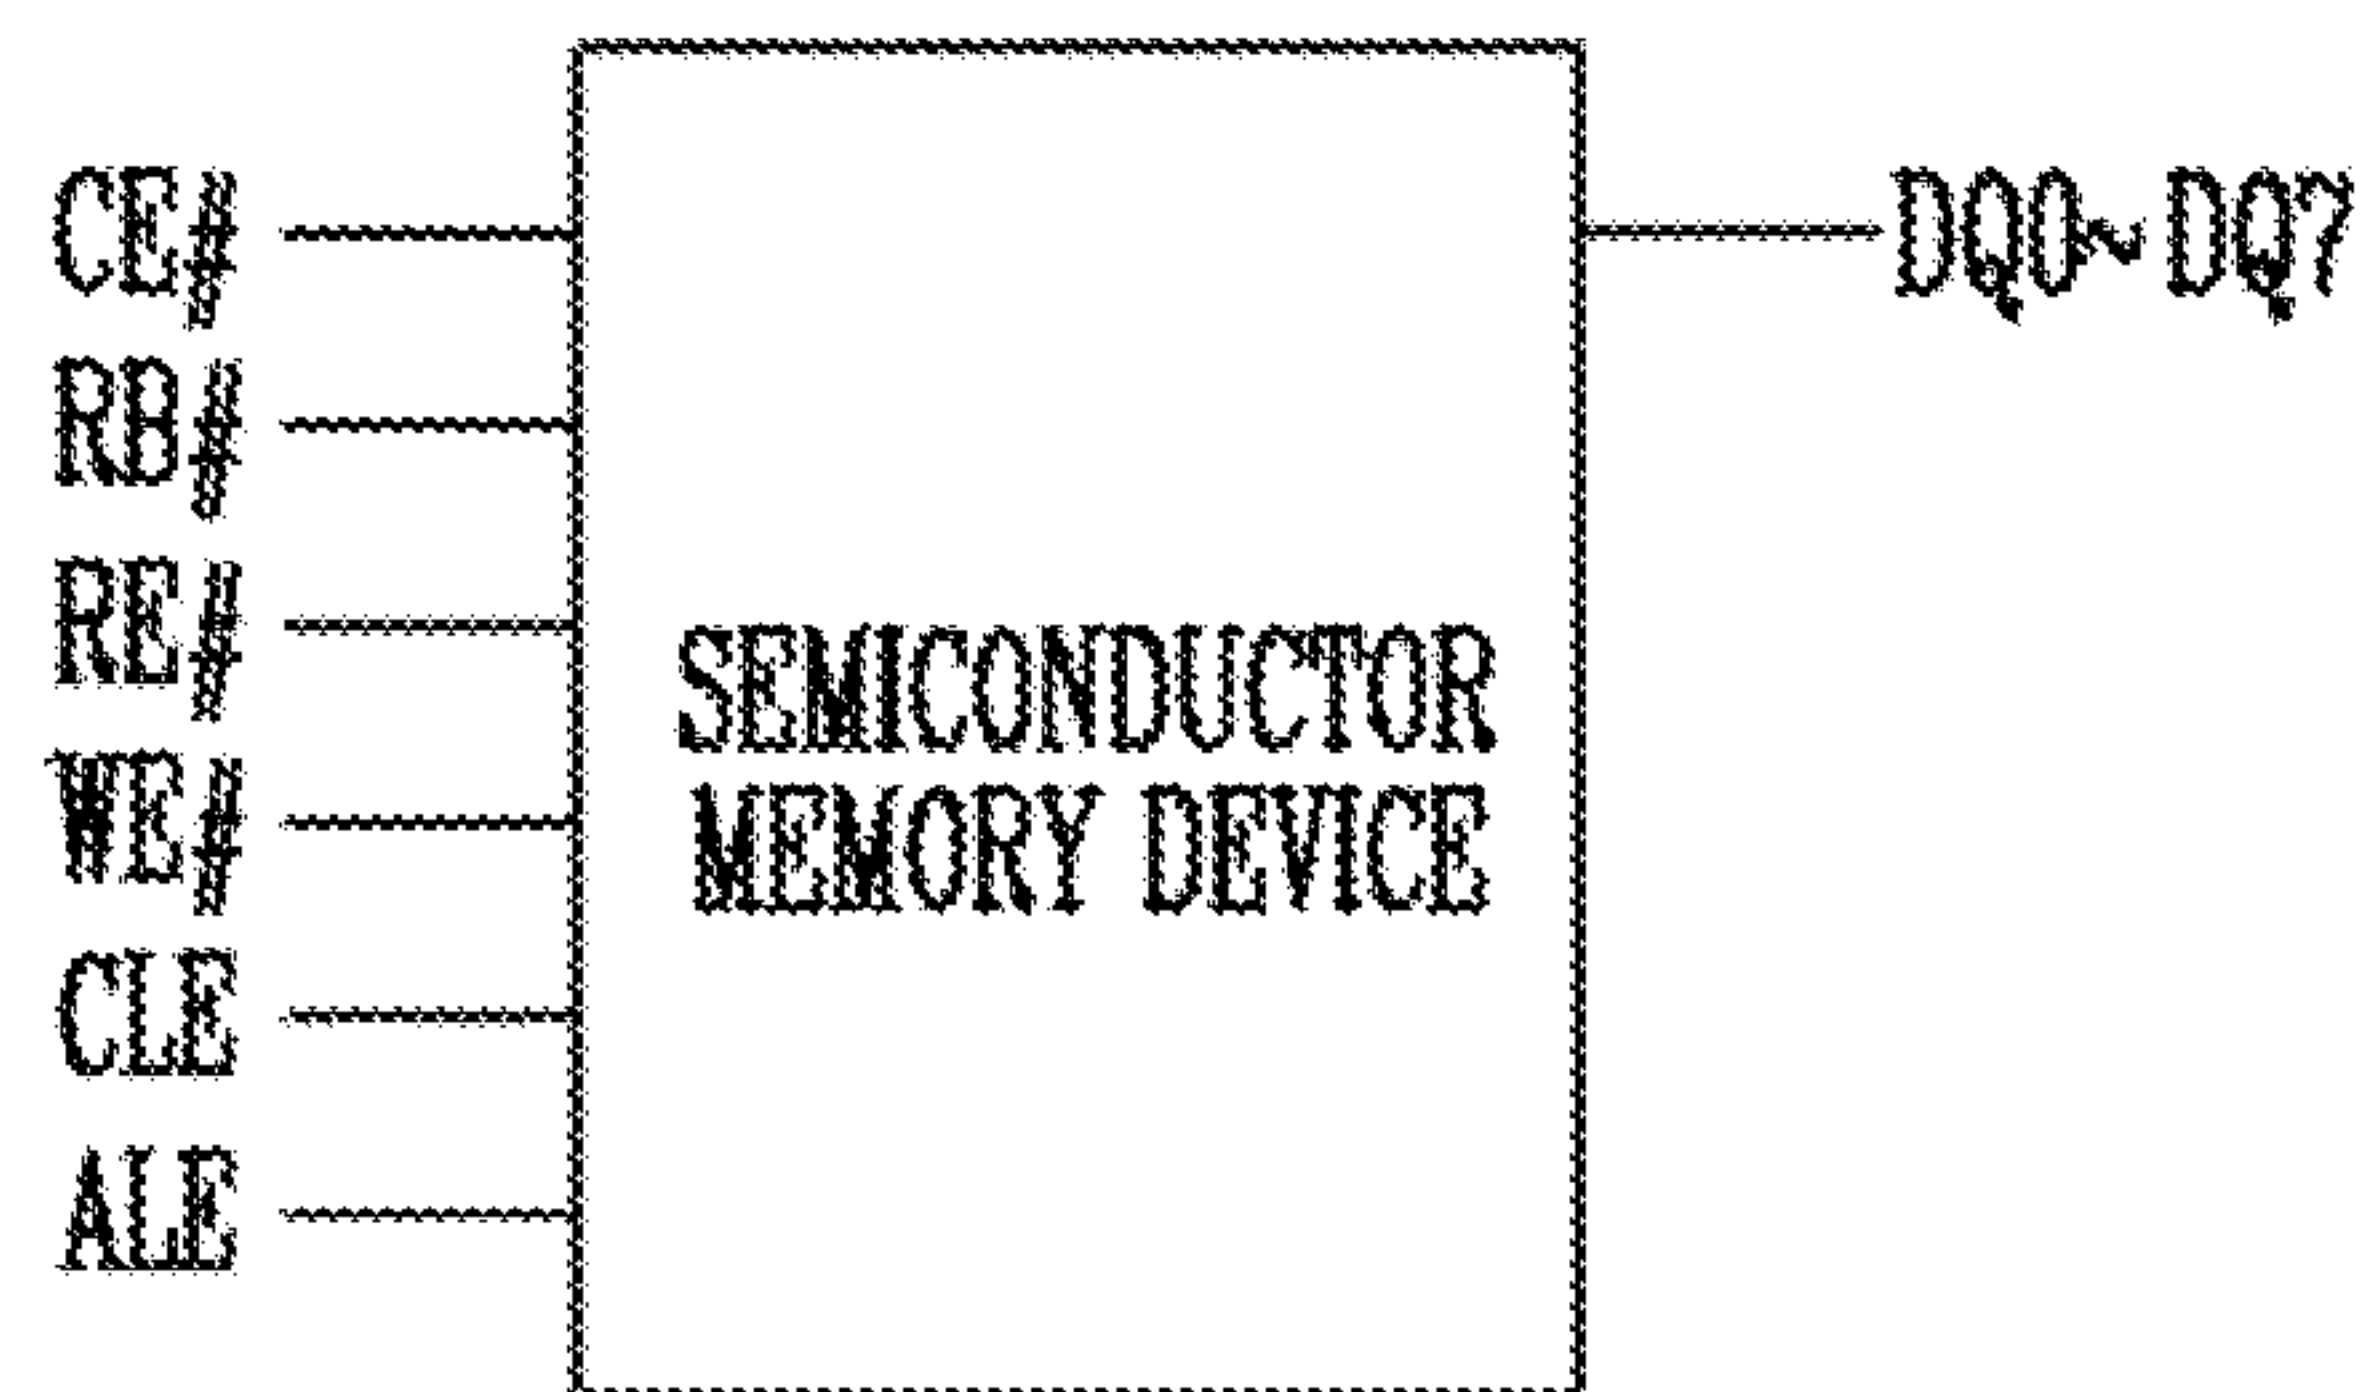 CE#
RB#
RE#
WE#
CLE
ALE
SEMICONDUCTOR
MEMORY DEVICE
DQ0~DQ7